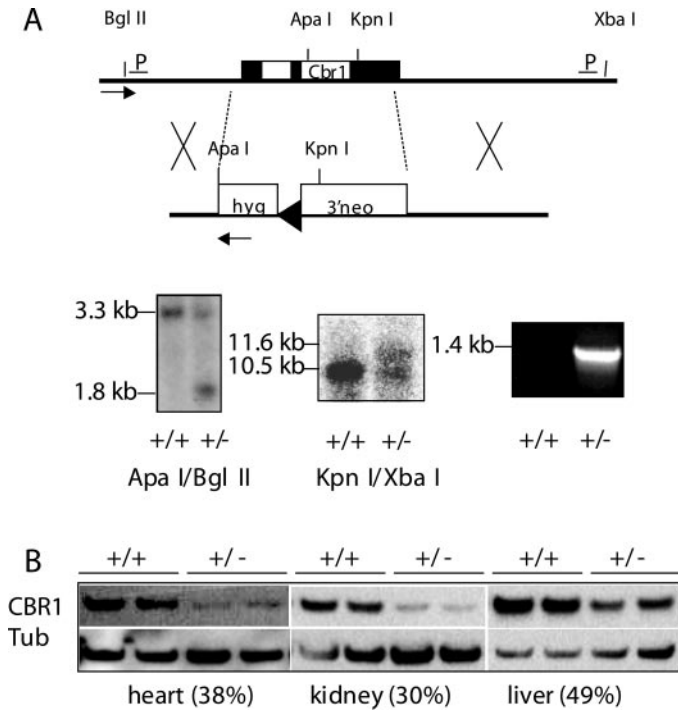 A
Bgl II Apa I Kpn I Xba I
P Cbr1 P
Apa I Kpn I
hyg 3'neo
3.3 kb
1.8 kb
+/+ +/-
Apa I/Bgl II
11.6 kb
10.5 kb
+/+ +/-
Kpn I/Xba I
1.4 kb
+/+ +/-
B
+/+ +/- +/+ +/- +/+ +/-
CBR1
Tub
heart (38%) kidney (30%) liver (49%)